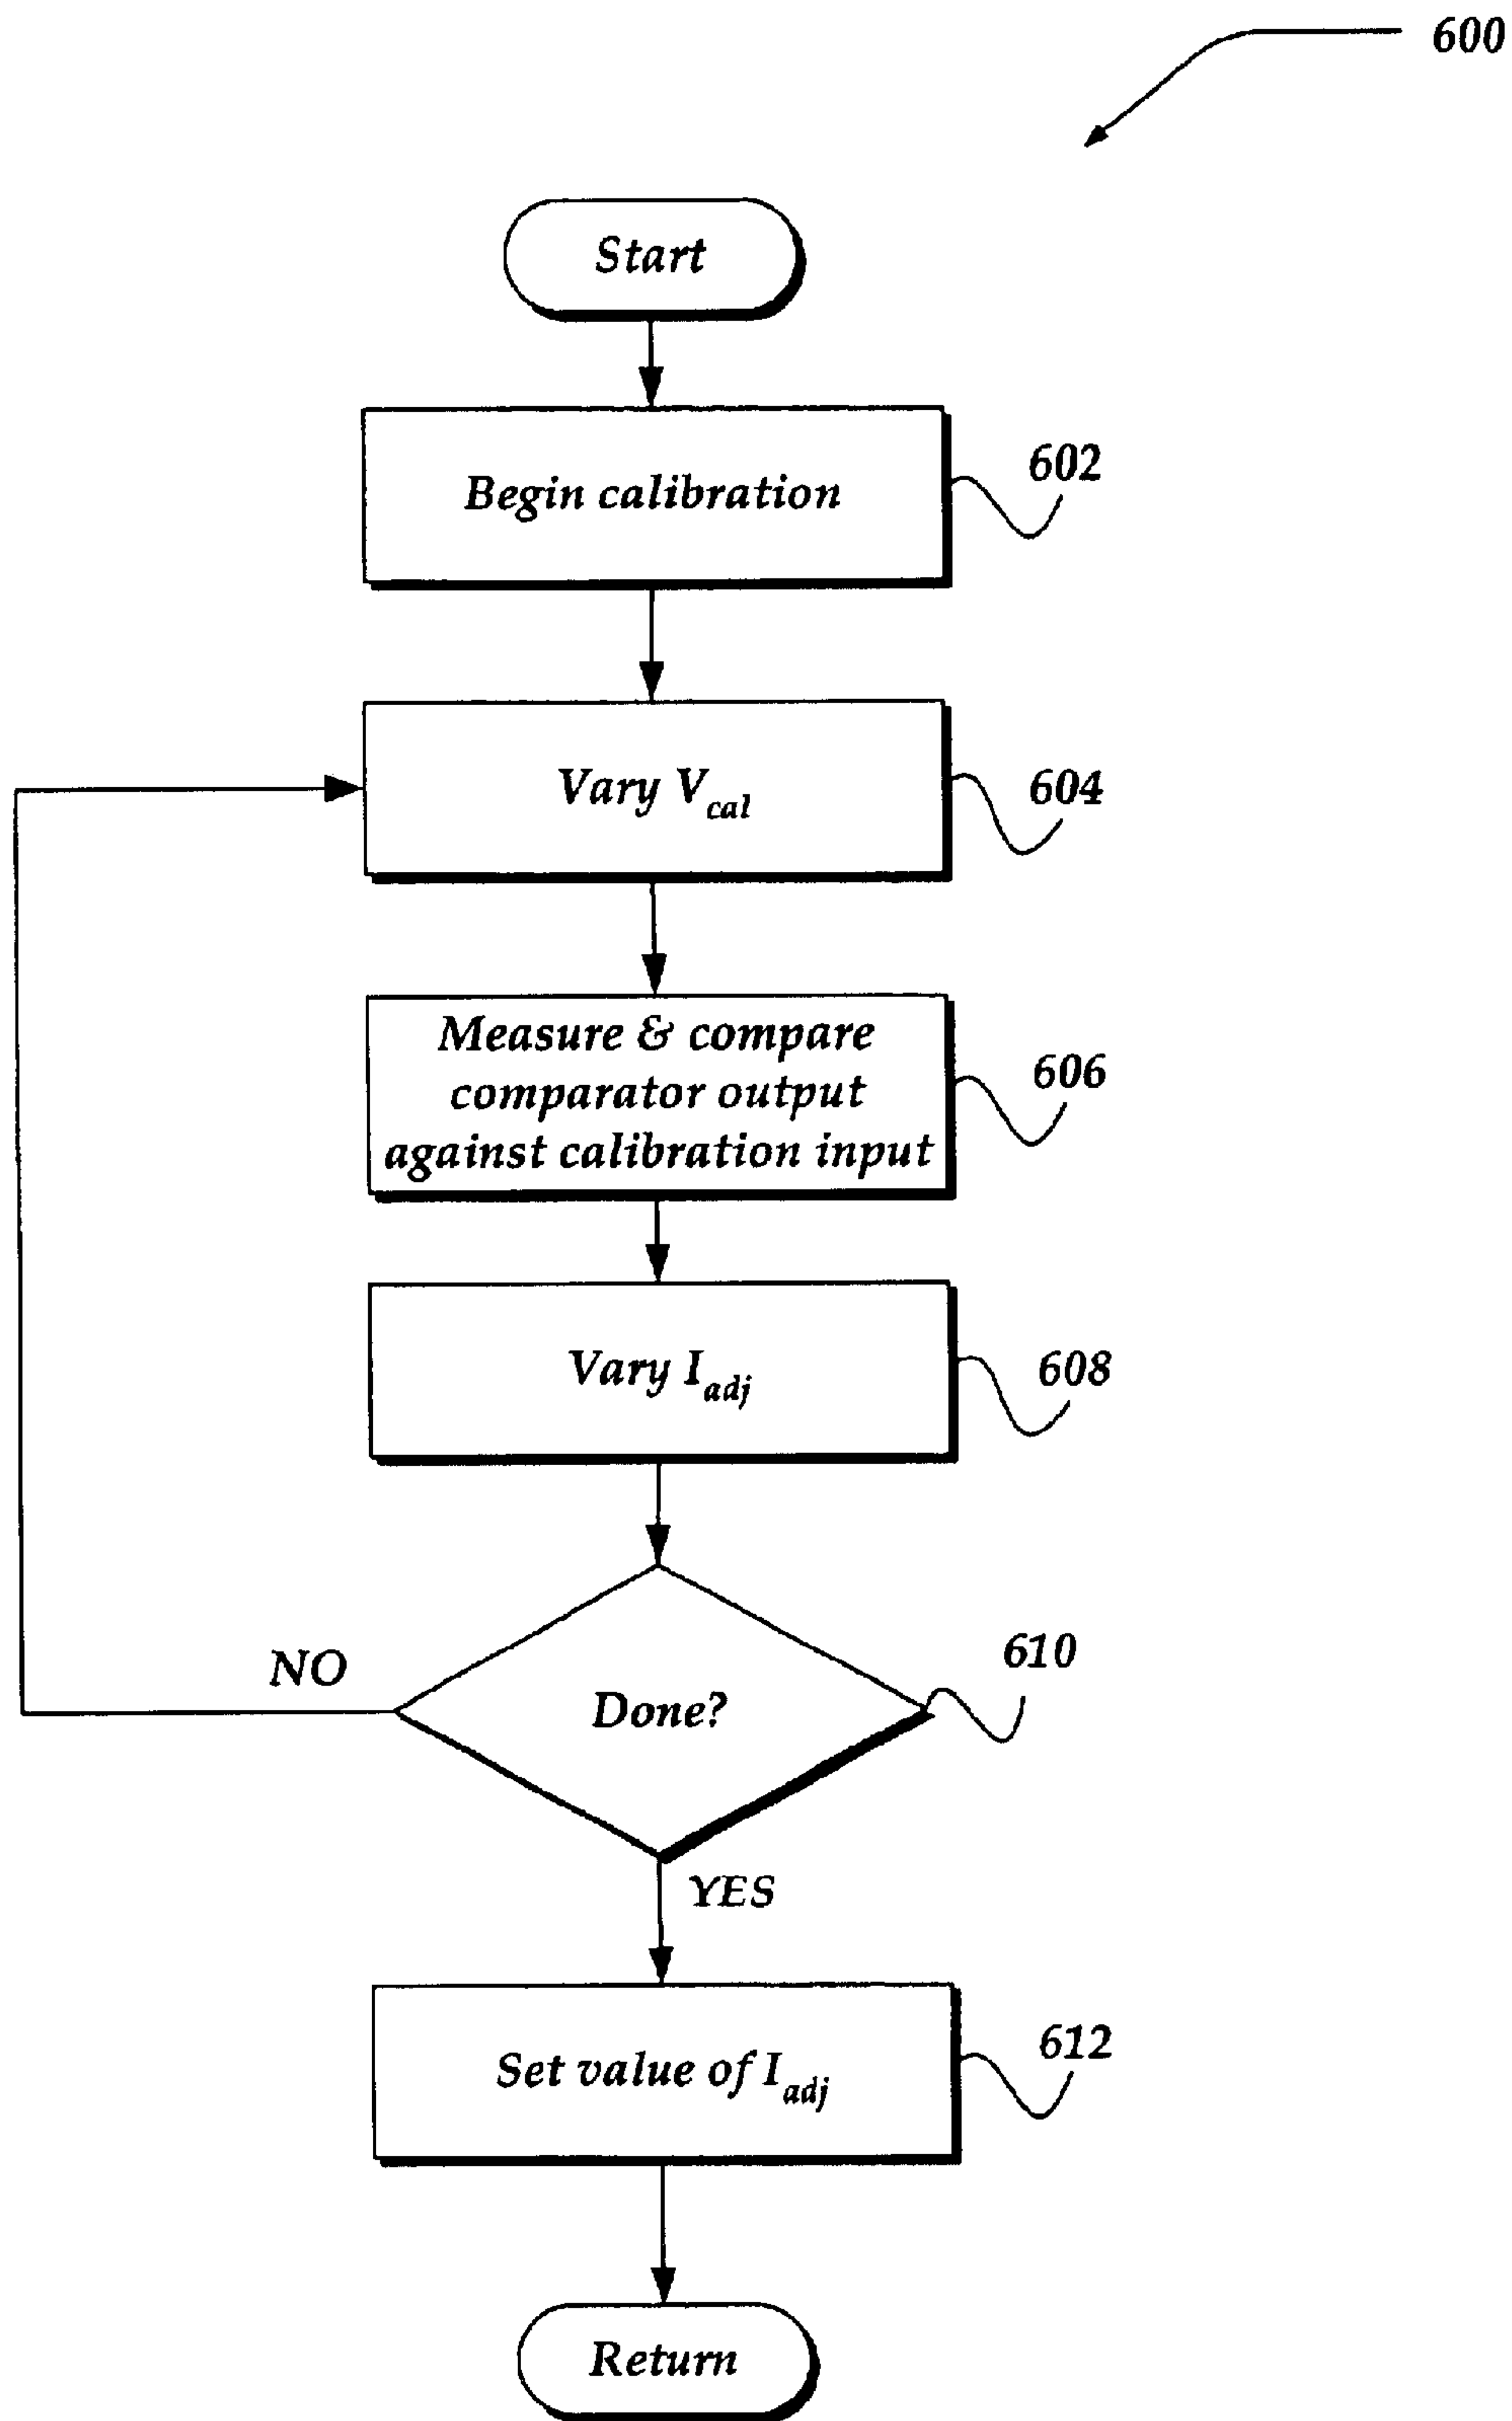 600
Start
Begin calibration
602
Vary Vcal
604
Measure & compare
comparator output
against calibration input
606
Vary Iadj
608
Done?
610
NO
YES
Set value of Iadj
612
Return